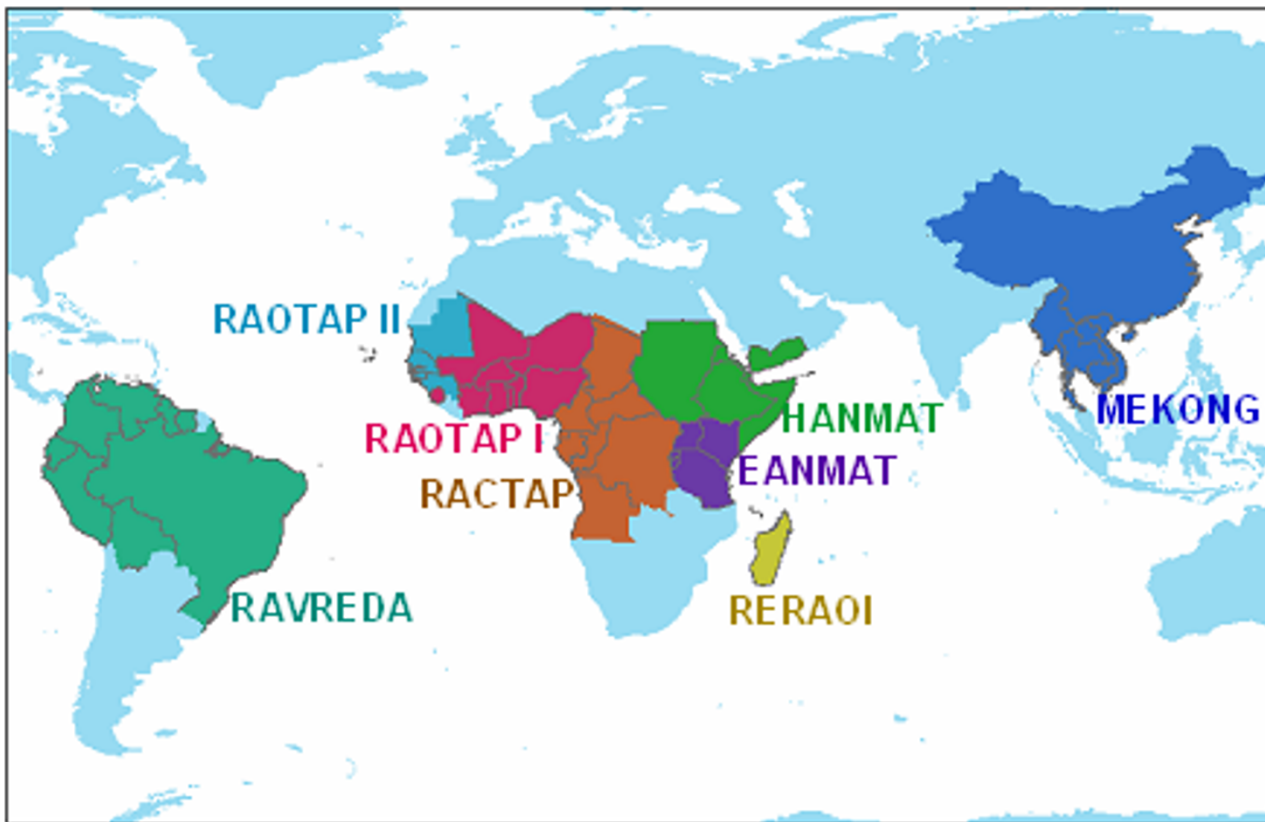 RAOTAP II
RAOTAP I
HANMAT
MEKONG
EANMAT
RACTAP
RAVREDA
RERAOI